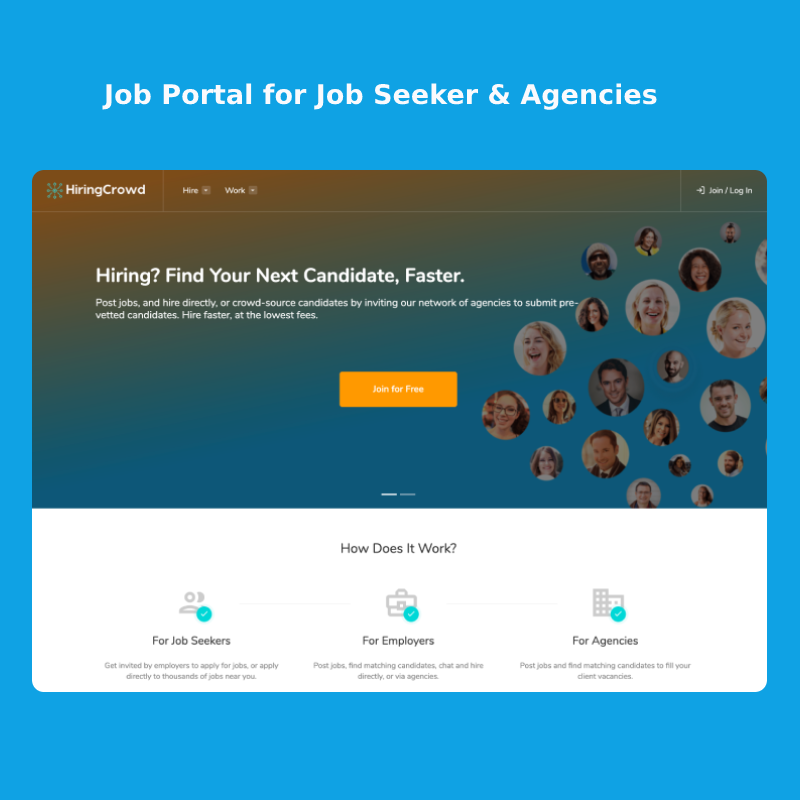 Job Portal for Job Seeker & Agencies
HiringCrowd
Hire
Work
Join / Log In
Hiring? Find Your Next Candidate, Faster.
Post jobs, and hire directly, or crowd-source candidates by inviting our network of agencies to submit pre-
vetted candidates. Hire faster, at the lowest fees.
Join for Free
How Does It Work?
For Job Seekers
Get invited by employers to apply for jobs, or apply
directly to thousands of jobs near you.
For Employers
Post jobs, find matching candidates, chat and hire
directly, or via agencies.
For Agencies
Post jobs and find matching candidates to fill your
client vacancies.